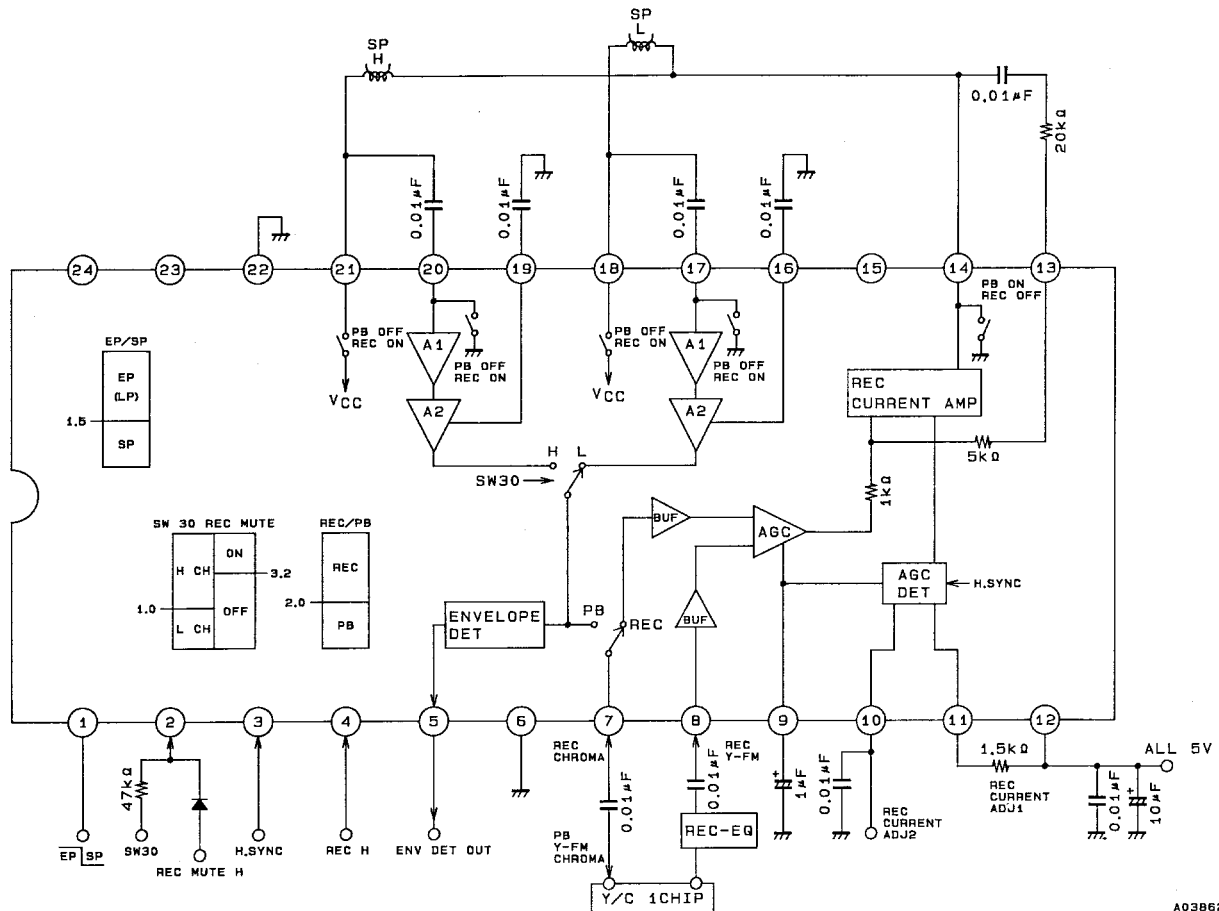 SP
H
SP
L
0.01μF
20kΩ
0.01μF
0.01μF
0.01μF
0.01μF
24
23
22
21
20
19
18
17
16
15
14
13
PB ON
REC OFF
EP/SP
EP
(LP)
1.5
SP
PB OFF
REC ON
VCC
A1
PB OFF
REC ON
A2
PB OFF
REC ON
VCC
A1
PB OFF
REC ON
A2
REC
CURRENT AMP
5kΩ
1kΩ
H
L
SW30
SW 30 REC MUTE
H CH
ON
3.2
1.0
OFF
L CH
REC/PB
REC
2.0
PB
BUF
AGC
BUF
AGC
DET
H.SYNC
ENVELOPE
DET
PB
REC
1
2
3
4
5
6
7
8
9
10
11
12
REC
CHROMA
REC
Y-FM
47kΩ
0.01μF
0.01μF
1μF
0.01μF
1.5kΩ
REC
CURRENT
ADJ1
ALL 5V
0.01μF
10μF
EP SP
SW30
REC MUTE H
H.SYNC
REC H
ENV DET OUT
PB
Y-FM
CHROMA
REC-EQ
REC
CURRENT
ADJ2
Y/C 1CHIP
A03862